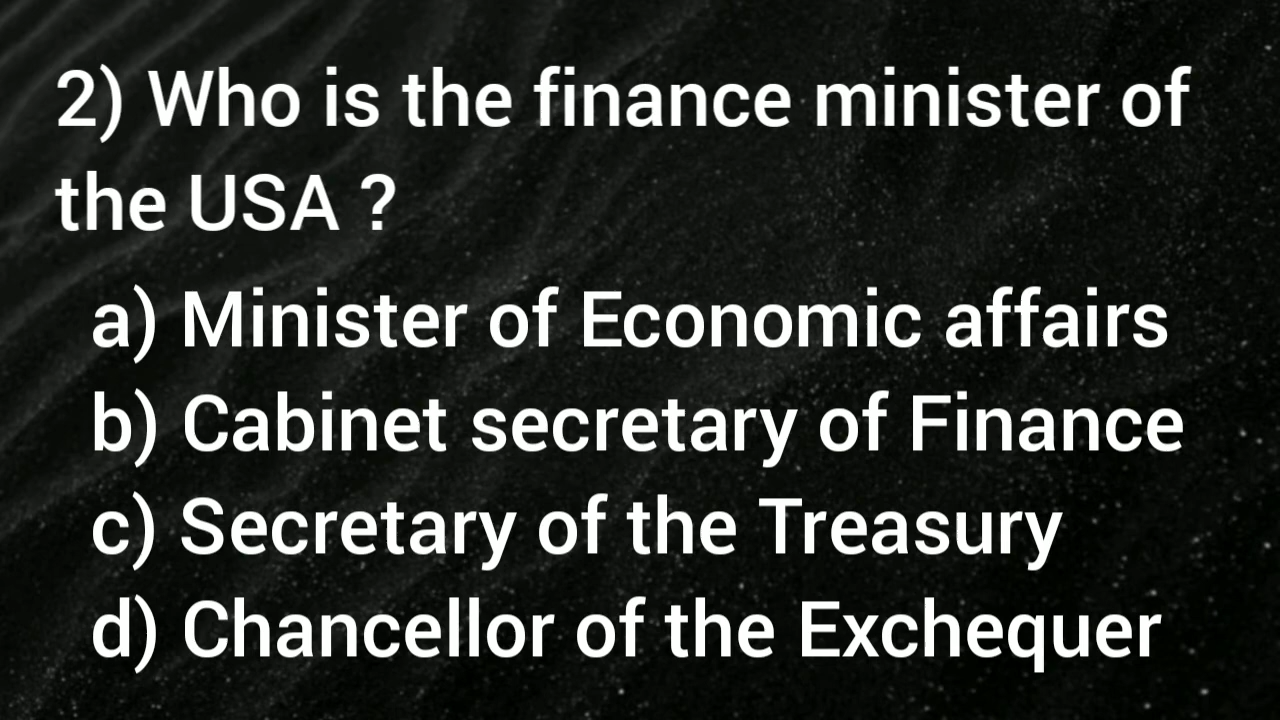 2) Who is the finance minister of
the USA ?
a) Minister of Economic affairs
b) Cabinet secretary of Finance
c) Secretary of the Treasury
d) Chancellor of the Exchequer